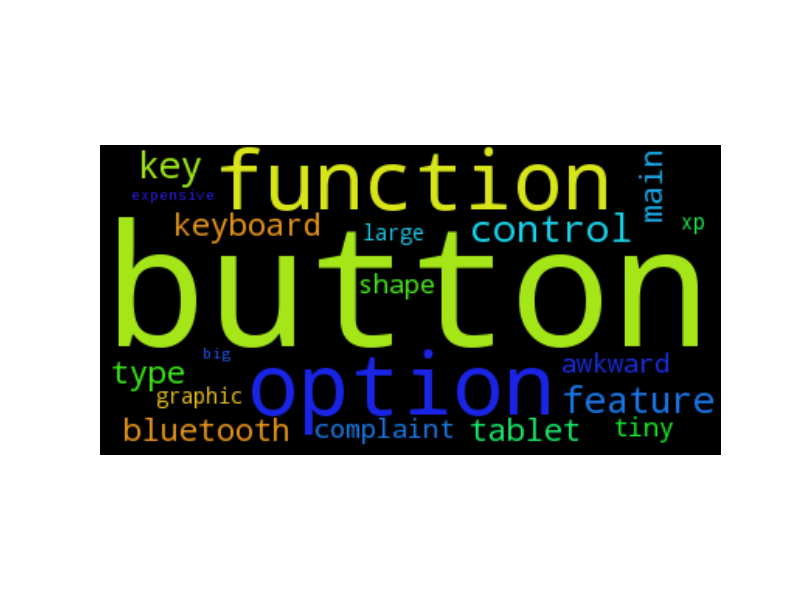 key
function
main
expensive
keyboard
large
control
xp
button
shape
big
type
option
awkward
graphic
feature
bluetooth
complaint
tablet
tiny